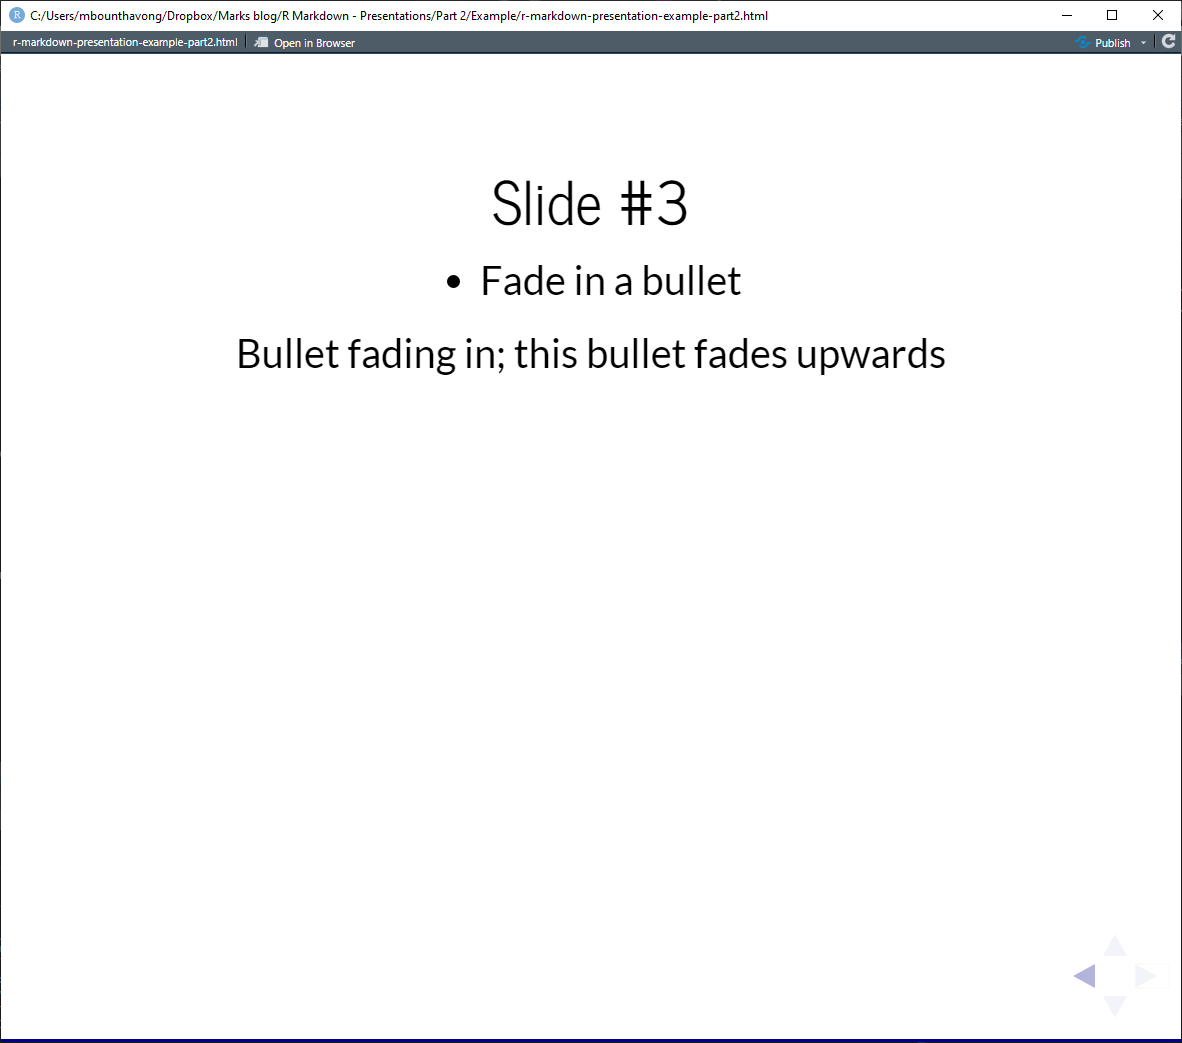 R C:/Users/mbounthavong/Dropbox/Marks blog/R Markdown - Presentations/Part 2/Example/r-markdown-presentation-example-part2.html
r-markdown-presentation-example-part2.html Open in Browser Publish
Slide #3
• Fade in a bullet
Bullet fading in; this bullet fades upwards